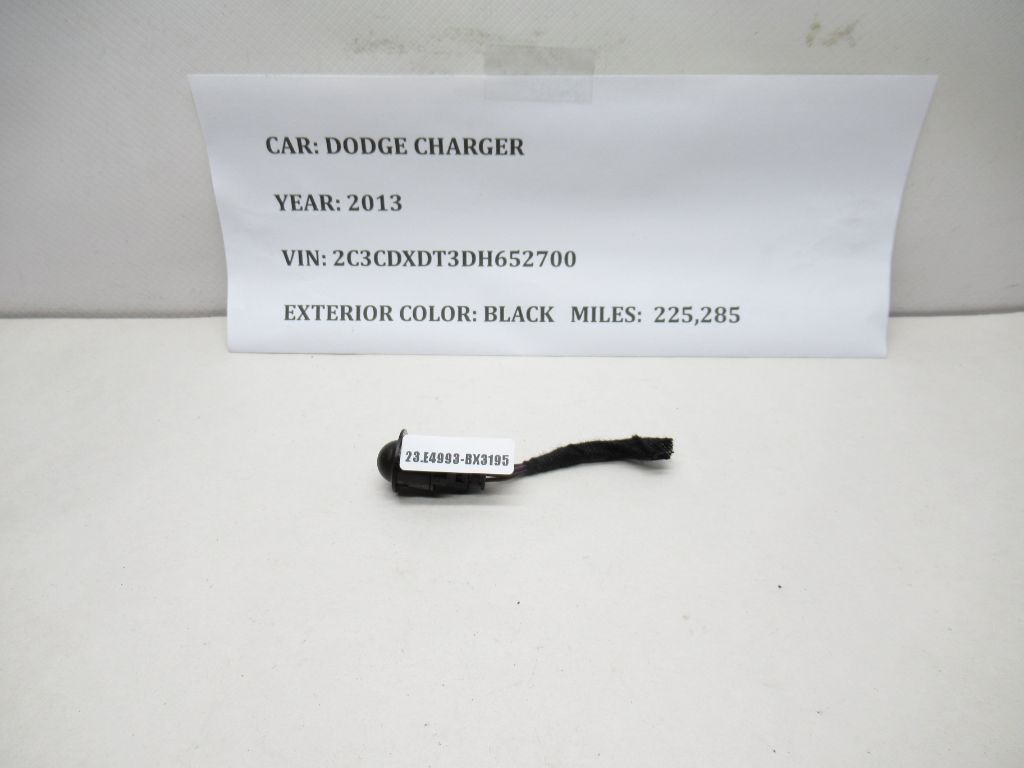 CAR: DODGE CHARGER
YEAR: 2013
VIN: 2C3CDXDT3DH652700
EXTERIOR COLOR: BLACK MILES: 225,285
23.E4993-BX3195